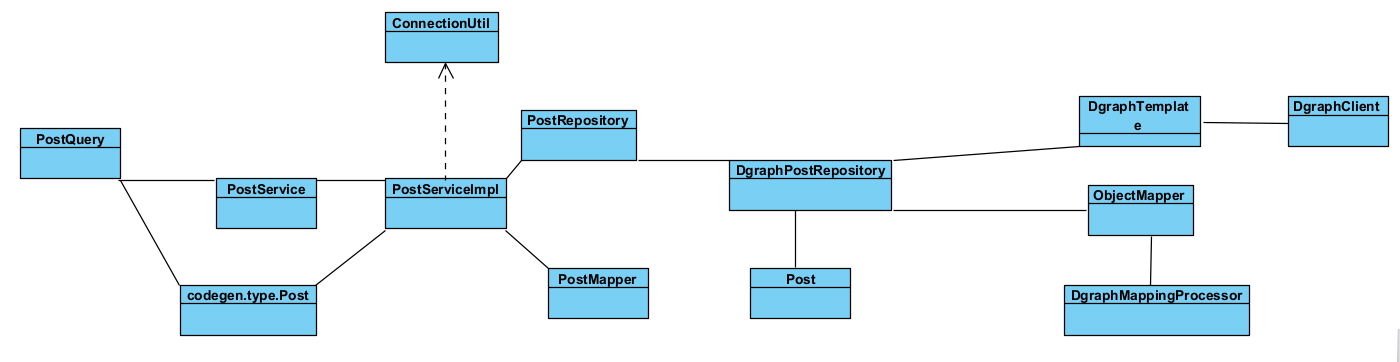 ConnectionUtil
PostQuery
PostService
PostServiceImpl
PostRepository
codegen.type.Post
PostMapper
DgraphPostRepository
Post
DgraphTemplat
e
DgraphClient
ObjectMapper
DgraphMappingProcessor